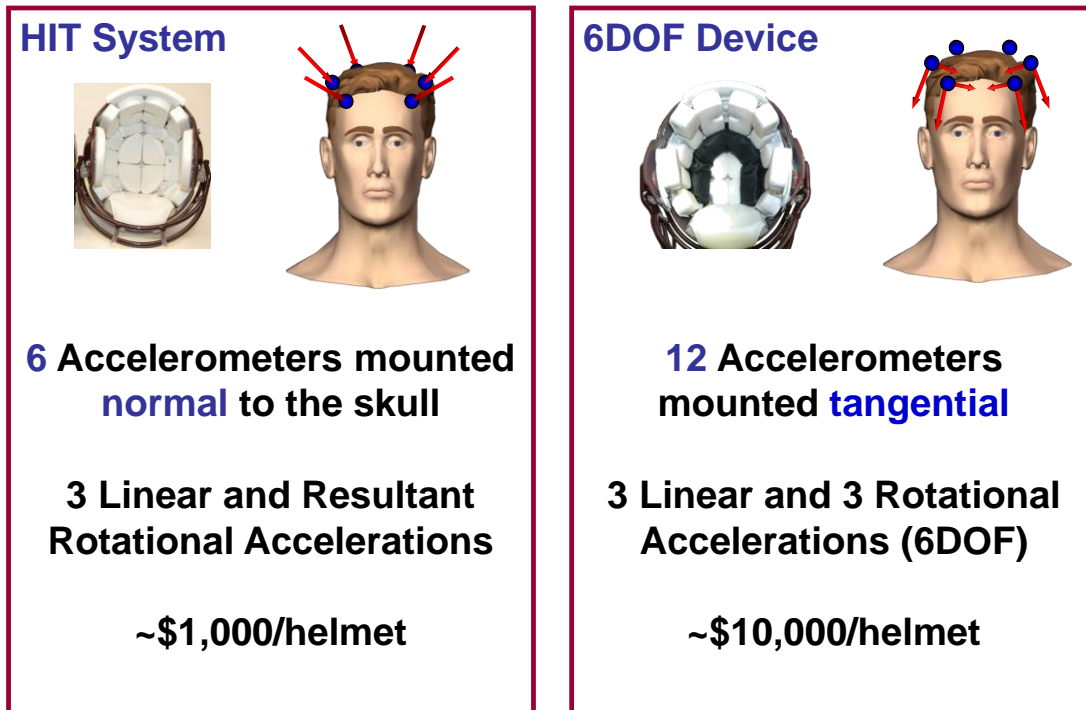 HIT System
6 Accelerometers mounted
normal to the skull
3 Linear and Resultant
Rotational Accelerations
~$1,000/helmet
6DOF Device
12 Accelerometers
mounted tangential
3 Linear and 3 Rotational
Accelerations (6DOF)
~$10,000/helmet